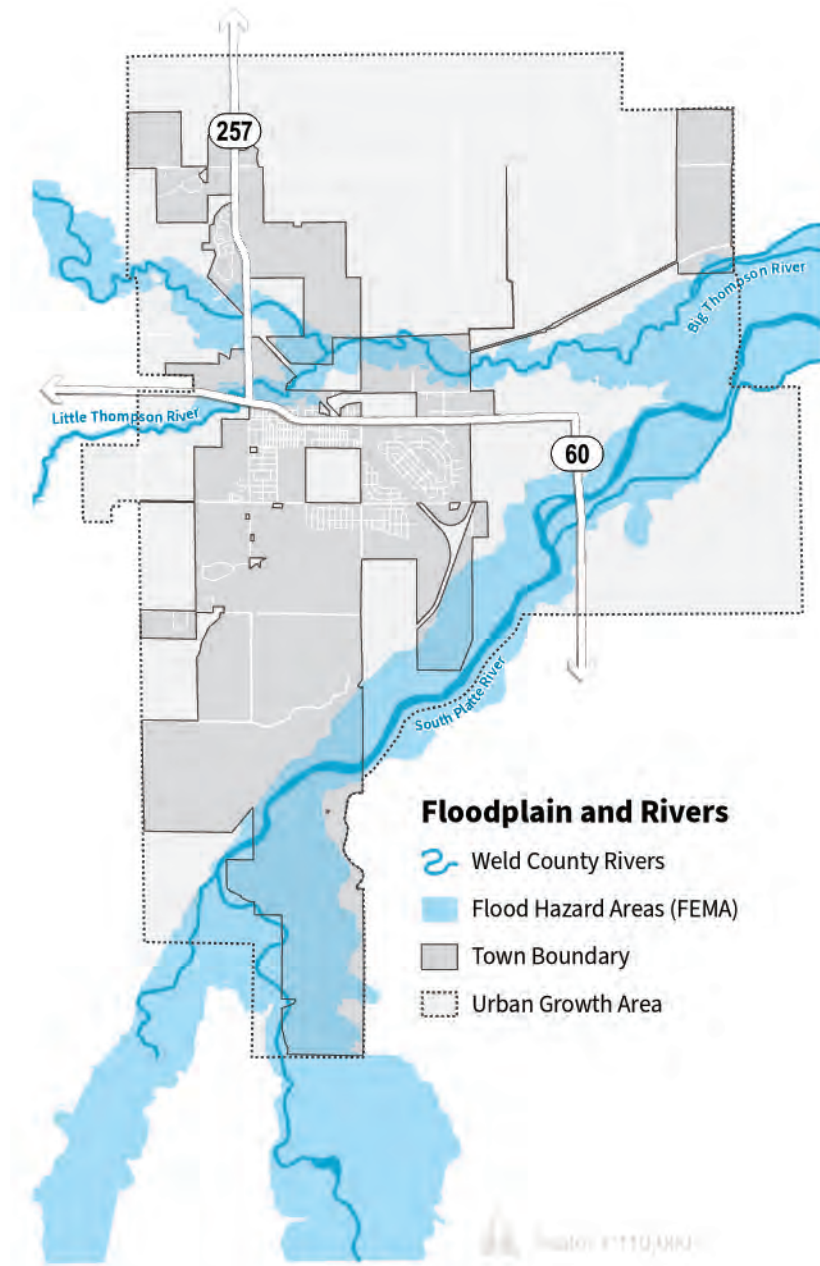 257
Big Thompson River
Little Thompson River
60
South Platte River
Floodplain and Rivers
Weld County Rivers
Flood Hazard Areas (FEMA)
Town Boundary
Urban Growth Area